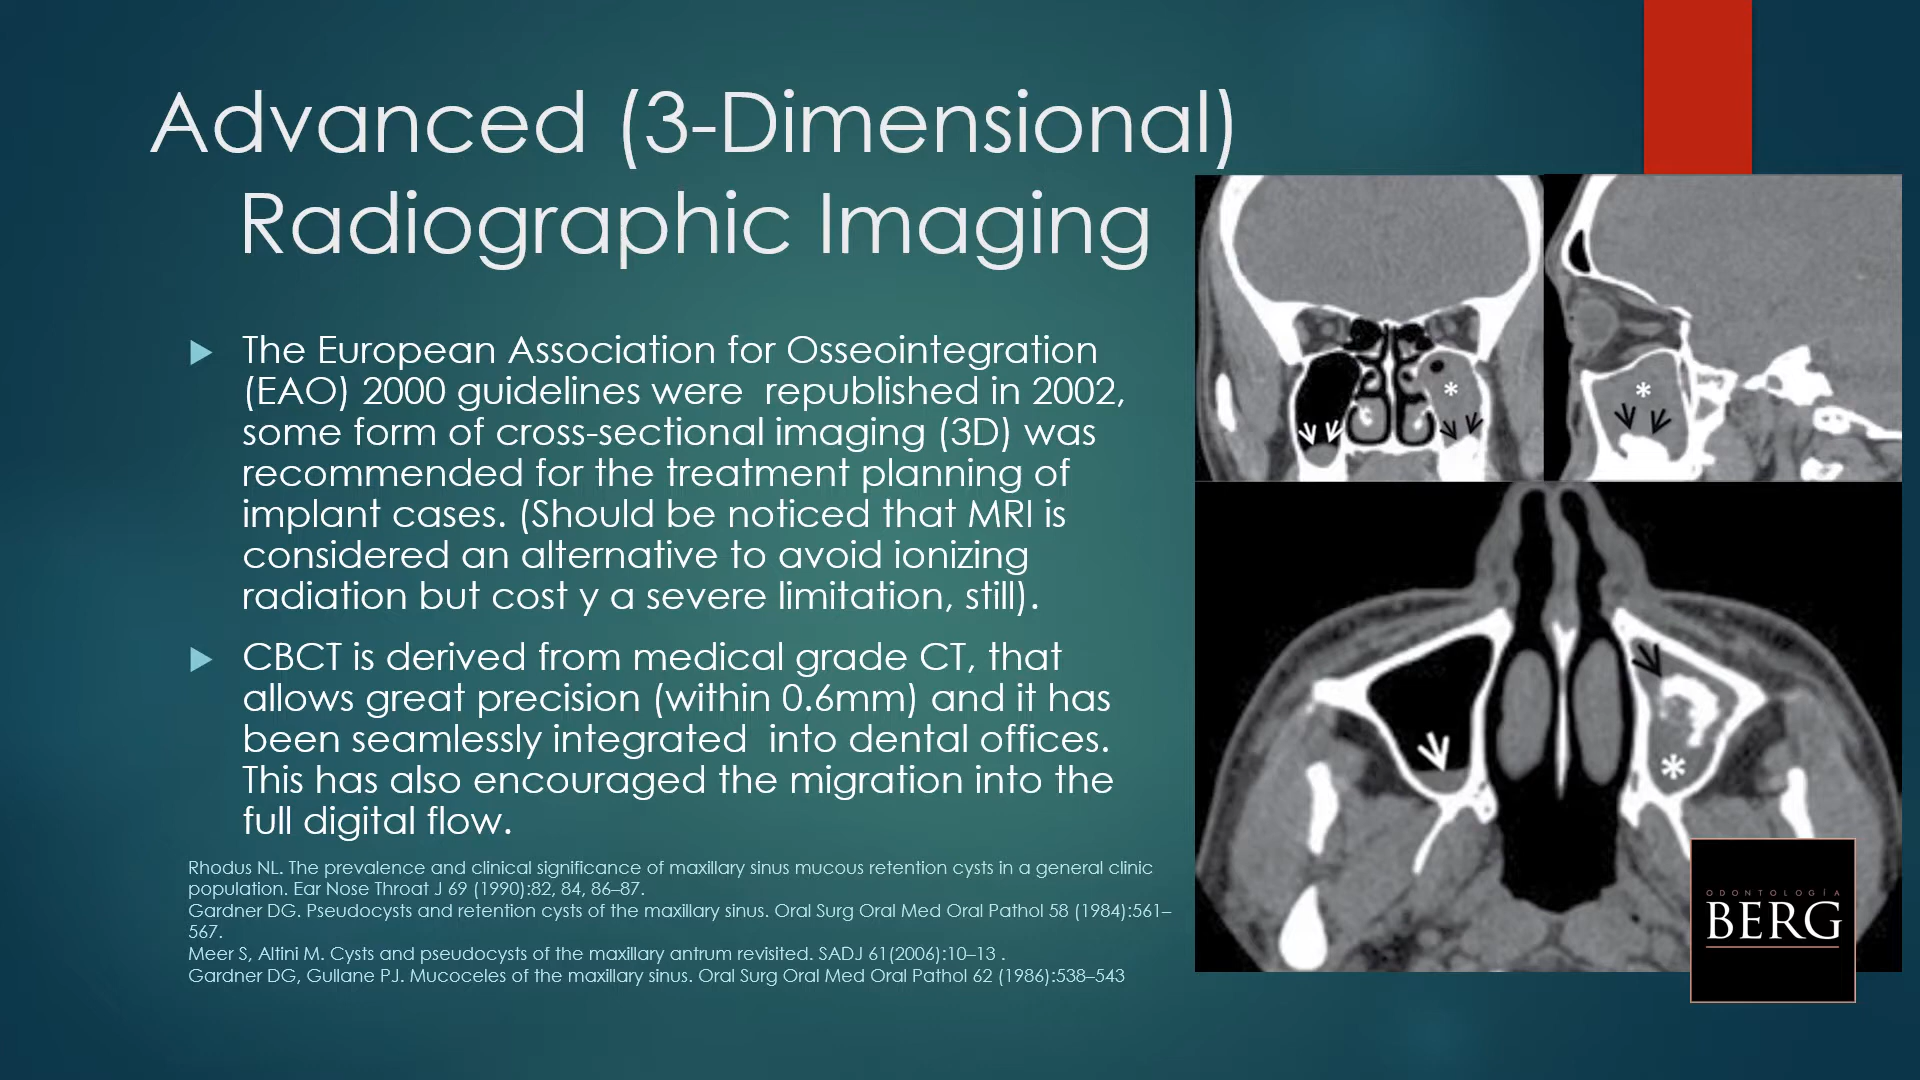 Advanced (3-Dimensional)
Radiographic Imaging
The European Association for Osseointegration
(EAO) 2000 guidelines were  republished in 2002,
some form of cross-sectional imaging (3D) was
recommended for the treatment planning of
implant cases. (Should be noticed that MRI is
considered an alternative to avoid ionizing
radiation but cost y a severe limitation, still).
CBCT is derived from medical grade CT, that
allows great precision (within 0.6mm) and it has
been seamlessly integrated  into dental offices.
This has also encouraged the migration into the
full digital flow.
Rhodus NL. The prevalence and clinical significance of maxillary sinus mucous retention cysts in a general clinic
population. Ear Nose Throat J 69 (1990):82, 84, 86–87.
Gardner DG. Pseudocysts and retention cysts of the maxillary sinus. Oral Surg Oral Med Oral Pathol 58 (1984):561–
567.
Meer S, Altini M. Cysts and pseudocysts of the maxillary antrum revisited. SADJ 61(2006):10–13 .
Gardner DG, Gullane PJ. Mucoceles of the maxillary sinus. Oral Surg Oral Med Oral Pathol 62 (1986):538–543
*
*
*
ODONTOLOGÍA
BERG